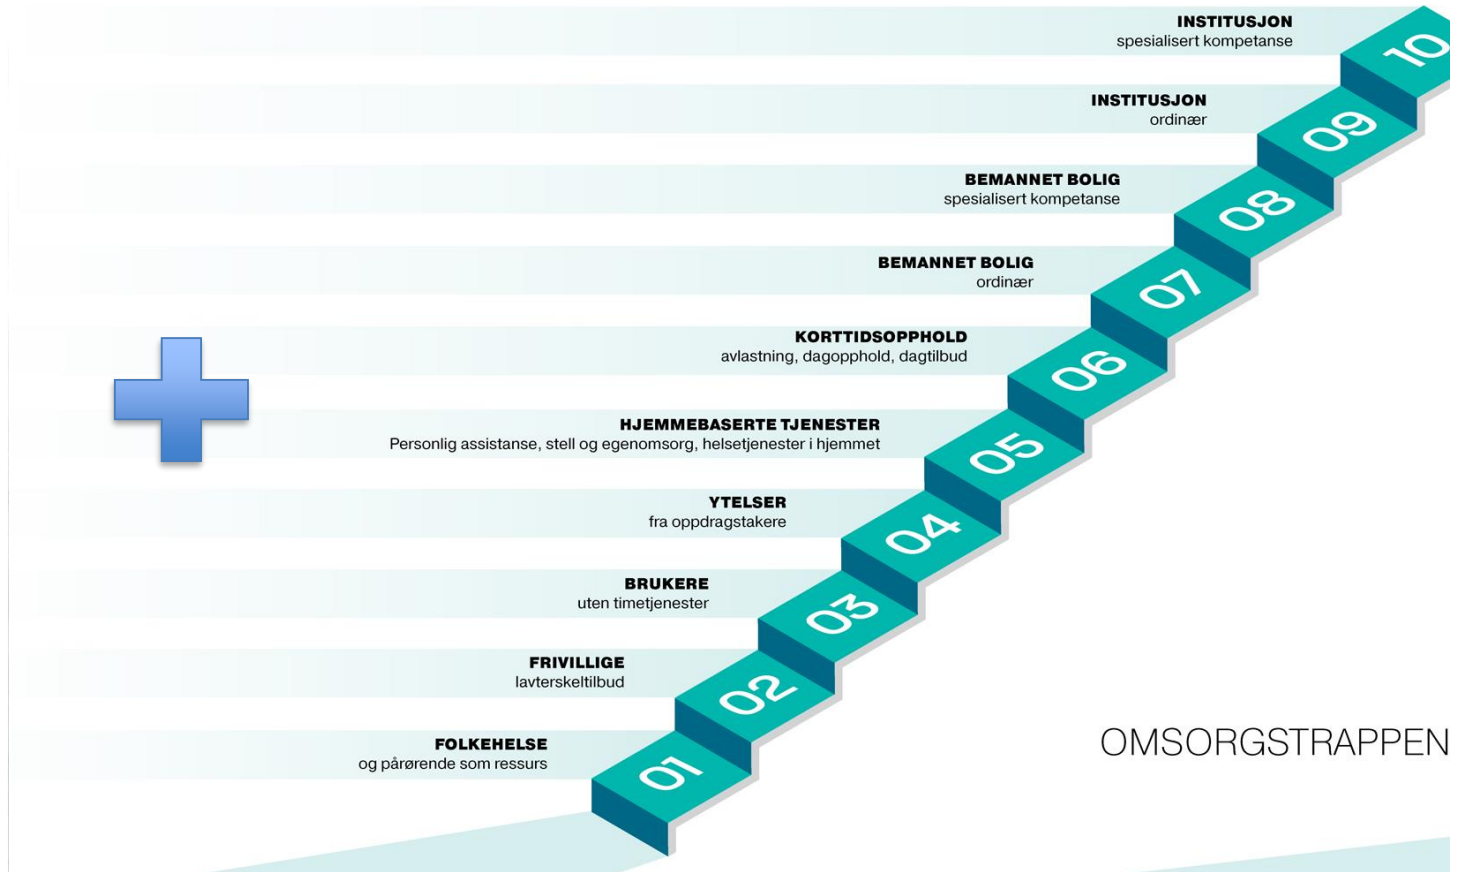 INSTITUSJON
spesialisert kompetanse
10
INSTITUSJON
ordinær
09
BEMANNET BOLIG
spesialisert kompetanse
08
BEMANNET BOLIG
ordinær
07
KORTTIDSOPPHOLD
avlastning, dagopphold, dagtilbud
06
HJEMMEBASERTE TJENESTER
Personlig assistanse, stell og egenomsorg, helsetjenester i hjemmet
05
YTELSER
fra oppdragstakere
04
BRUKERE
uten timetjenester
03
FRIVILLIGE
lavterskeltilbud
02
FOLKEHELSE
og pårørende som ressurs
01
OMSORGSTRAPPEN